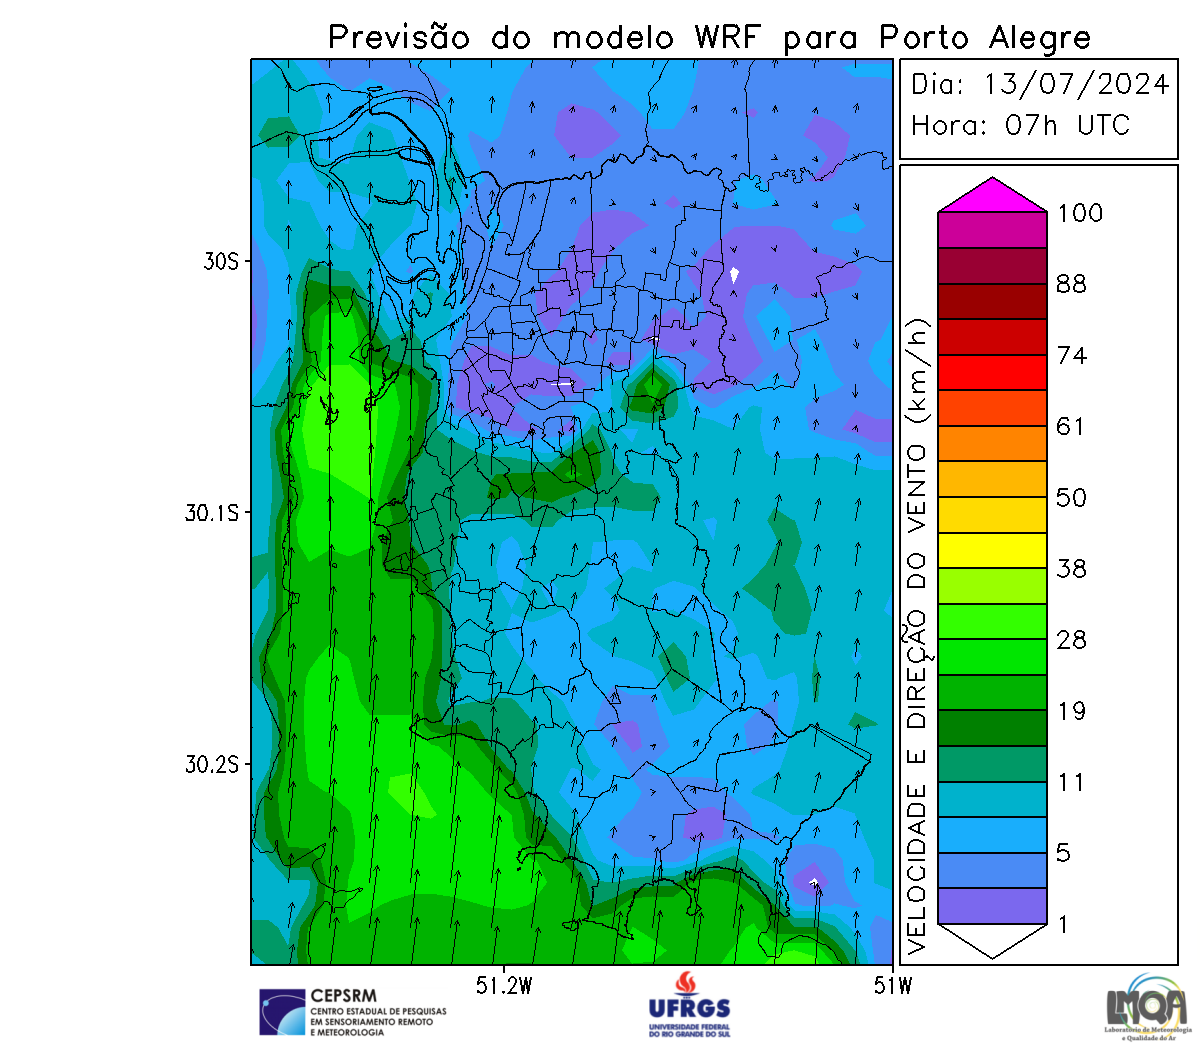 Previsão do modelo WRF para Porto Alegre
Dia: 13/07/2024
Hora: 07h UTC
30S
30.1S
30.2S
51.2W
51W
VELOCIDADE E DIREÇÃO DO VENTO (km/h)
100
88
74
61
50
38
28
19
11
5
1
CEPSRM
CENTRO ESTADUAL DE PESQUISAS
EM SENSORIAMENTO REMOTO
E METEOROLOGIA
UFRGS
UNIVERSIDADE FEDERAL
DO RIO GRANDE DO SUL
LMQA
Laboratório de Meteorologia
e Qualidade do Ar